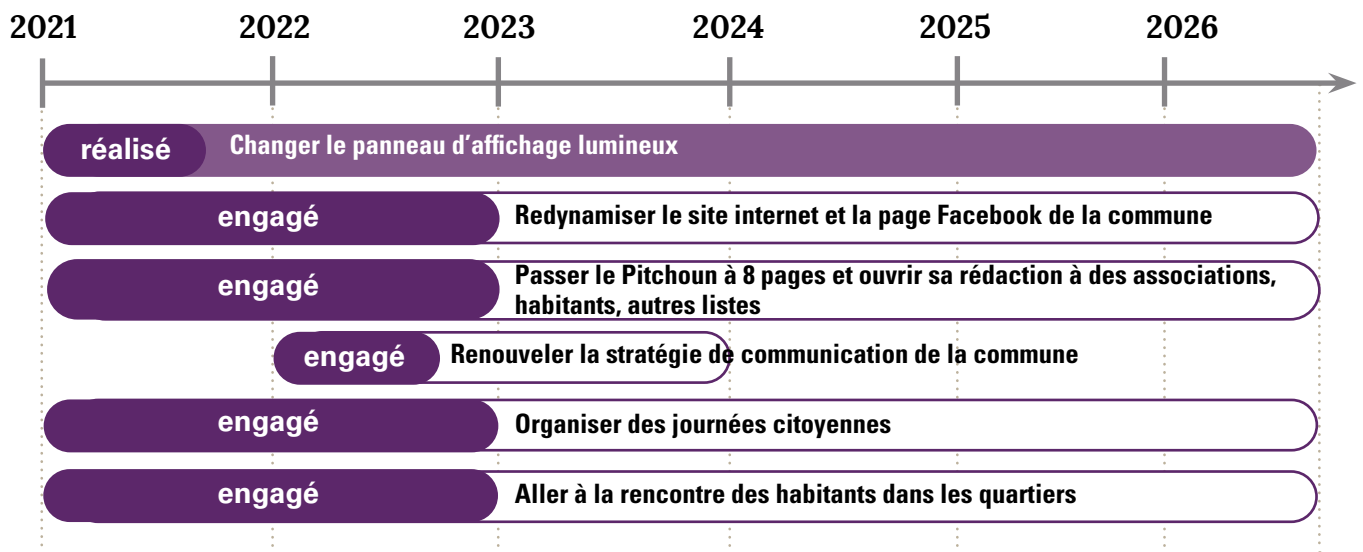 2021 2022 2023 2024 2025 2026
réalisé Changer le panneau d’affichage lumineux
engagé Redynamiser le site internet et la page Facebook de la commune
engagé Passer le Pitchoun à 8 pages et ouvrir sa rédaction à des associations,
habitants, autres listes
engagé Renouveler la stratégie de communication de la commune
engagé Organiser des journées citoyennes
engagé Aller à la rencontre des habitants dans les quartiers